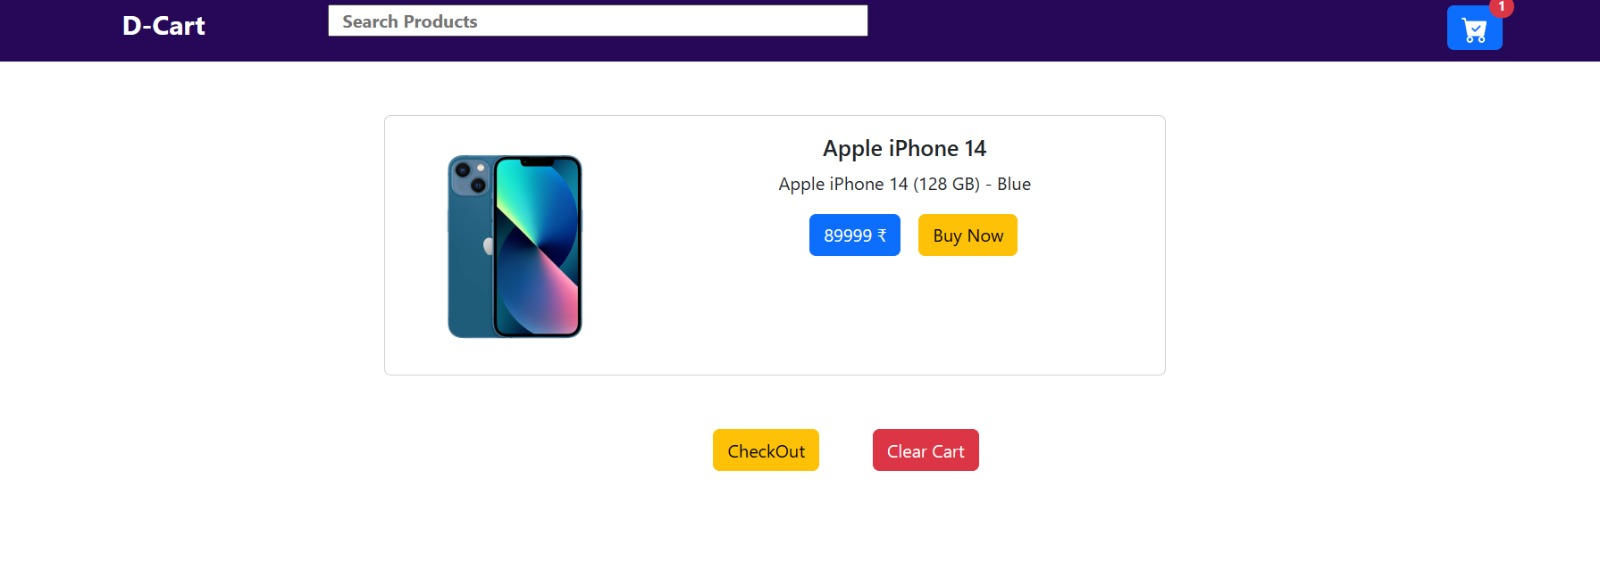 D-Cart
Search Products
1
Apple iPhone 14
Apple iPhone 14 (128 GB) - Blue
89999 ₹
Buy Now
CheckOut
Clear Cart